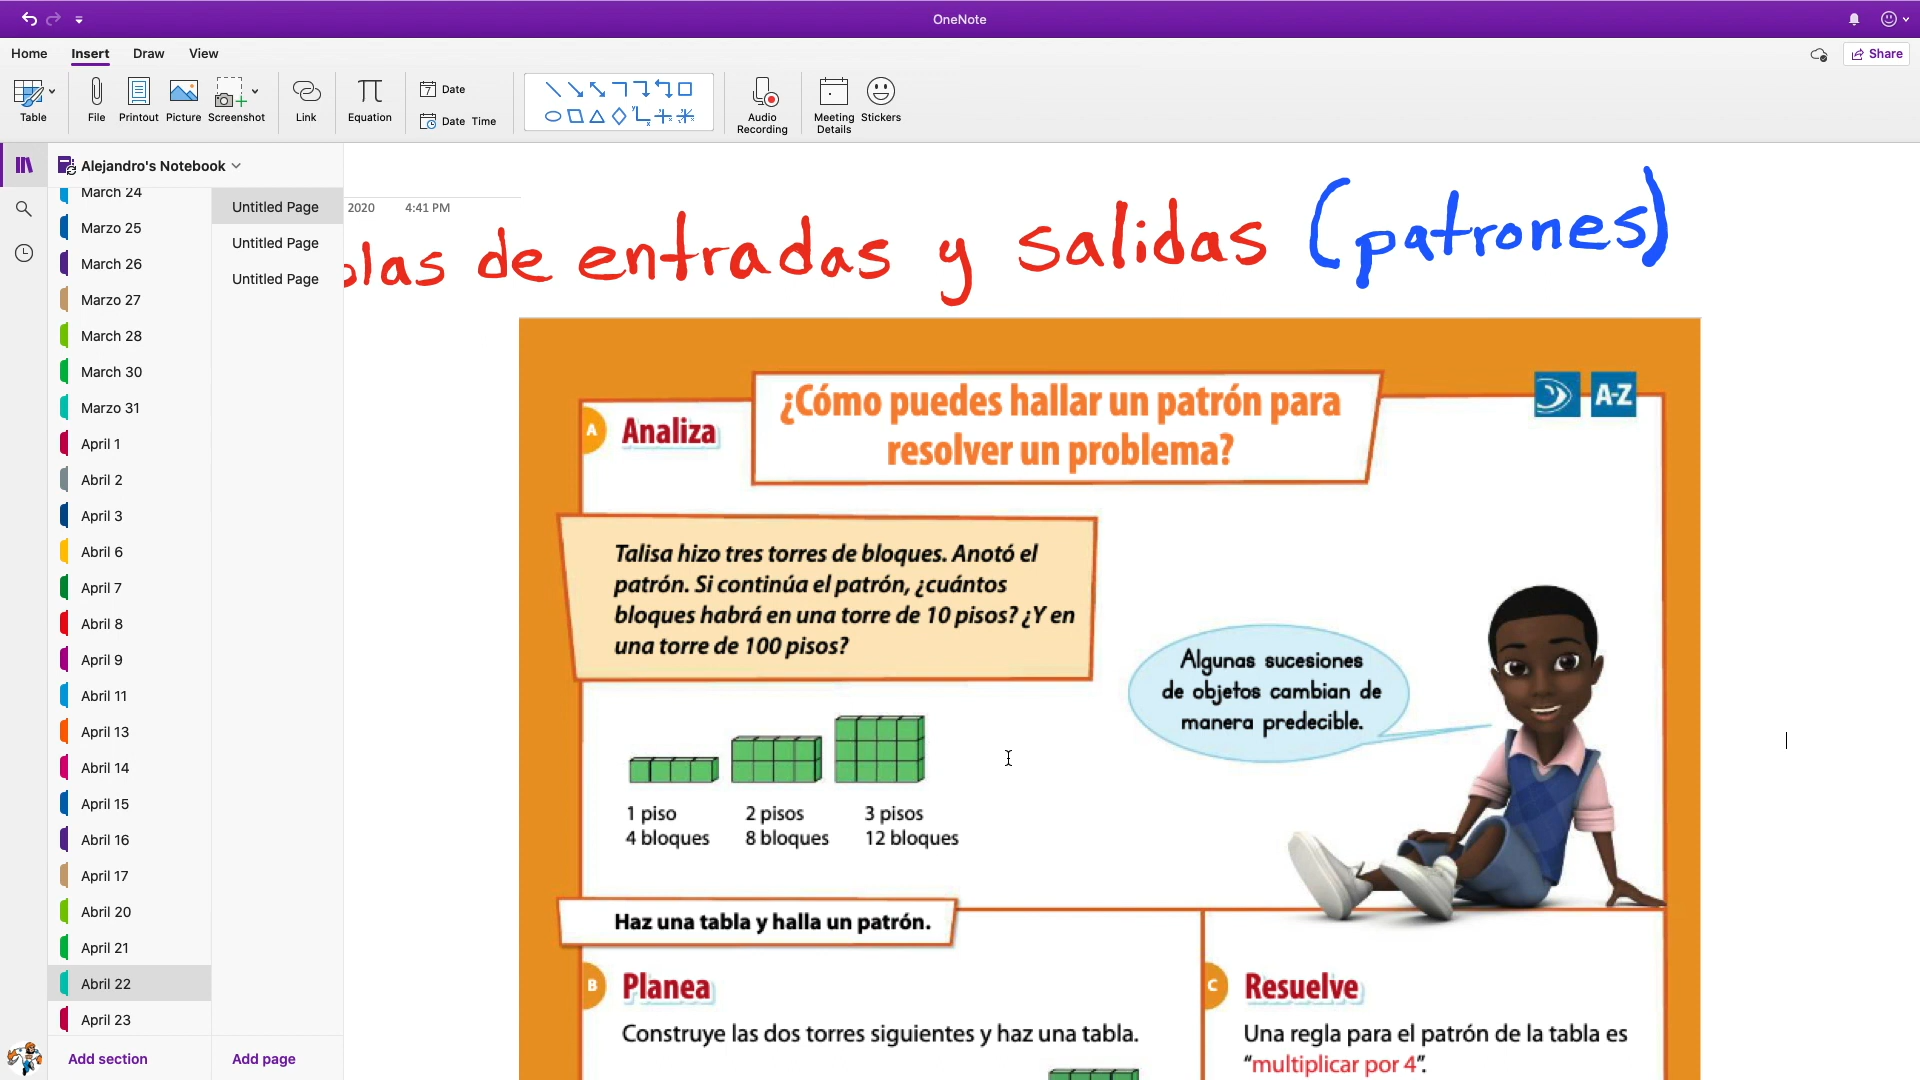 OneNote
Home Insert Draw View
Share
Table
File
Printout
Picture
Screenshot
Link
Equation
Date
Date Time
Audio Recording
Meeting Details
Stickers
Alejandro's Notebook
March 24
Marzo 25
March 26
Marzo 27
March 28
March 30
Marzo 31
April 1
Abril 2
April 3
Abril 6
April 7
Abril 8
April 9
Abril 11
April 13
Abril 14
April 15
Abril 16
April 17
Abril 20
April 21
Abril 22
April 23
Add section
Untitled Page
Untitled Page
Untitled Page
Add page
2020 4:41 PM
de entradas y salidas (patrones)
A Analiza
¿Cómo puedes hallar un patrón para
resolver un problema?
A-Z
Talisa hizo tres torres de bloques. Anotó el
patrón. Si continúa el patrón, ¿cuántos
bloques habrá en una torre de 10 pisos? ¿Y en
una torre de 100 pisos?
Algunas sucesiones
de objetos cambian de
manera predecible.
1 piso 2 pisos 3 pisos
4 bloques 8 bloques 12 bloques
Haz una tabla y halla un patrón.
B Planea
Construye las dos torres siguientes y haz una tabla.
C Resuelve
Una regla para el patrón de la tabla es
“multiplicar por 4”.